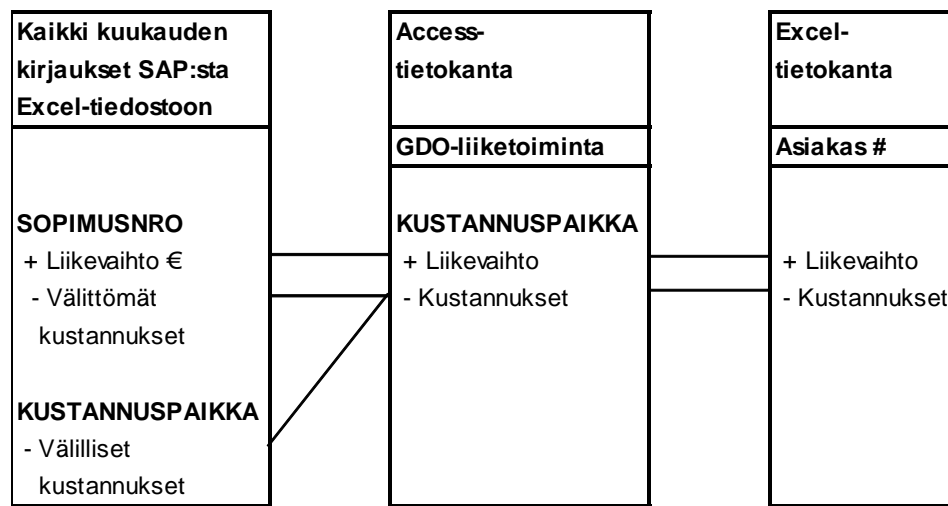 Kaikki kuukauden
kirjaukset SAP:sta
Excel-tiedostoon
SOPIMUSNRO
+ Liikevaihto €
- Välittömät
kustannukset
KUSTANNUSPAIKKA
- Välilliset
kustannukset
Access-
tietokanta
GDO-liiketoiminta
KUSTANNUSPAIKKA
+ Liikevaihto
- Kustannukset
Excel-
tietokanta
Asiakas #
+ Liikevaihto
- Kustannukset